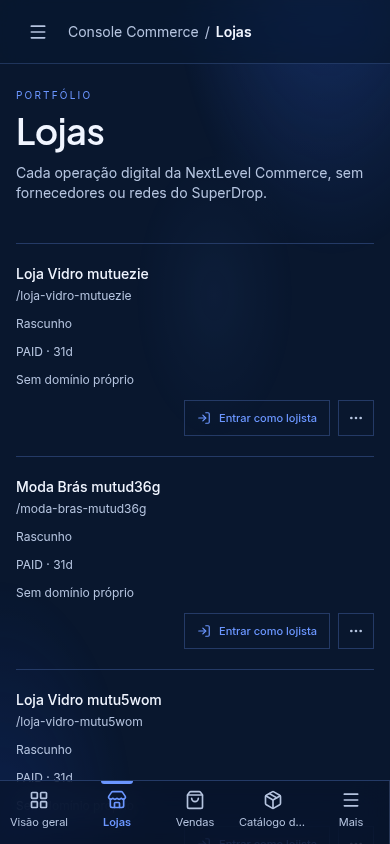 Console Commerce / Lojas
PORTFÓLIO
Lojas
Cada operação digital da NextLevel Commerce, sem
fornecedores ou redes do SuperDrop.
Loja Vidro mutuezie
/loja-vidro-mutuezie
Rascunho
PAID · 31d
Sem domínio próprio
Entrar como lojista
Moda Brás mutud36g
/moda-bras-mutud36g
Rascunho
PAID · 31d
Sem domínio próprio
Entrar como lojista
Loja Vidro mutu5wom
/loja-vidro-mutu5wom
Rascunho
PAID · 31d
Visão geral
Lojas
Vendas
Catálogo d...
Mais